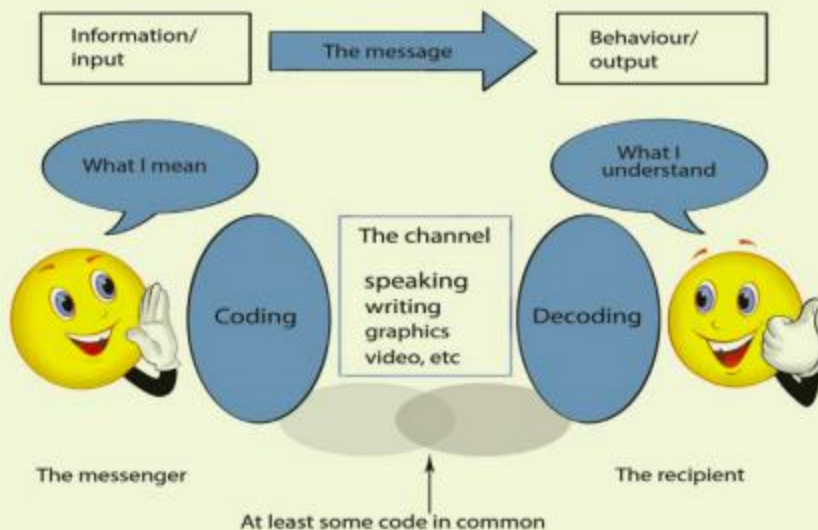 Information/
input
The message
Behaviour/
output
What I mean
What I
understand
The channel
speaking
writing
graphics
video, etc
Coding
Decoding
The messenger
The recipient
At least some code in common